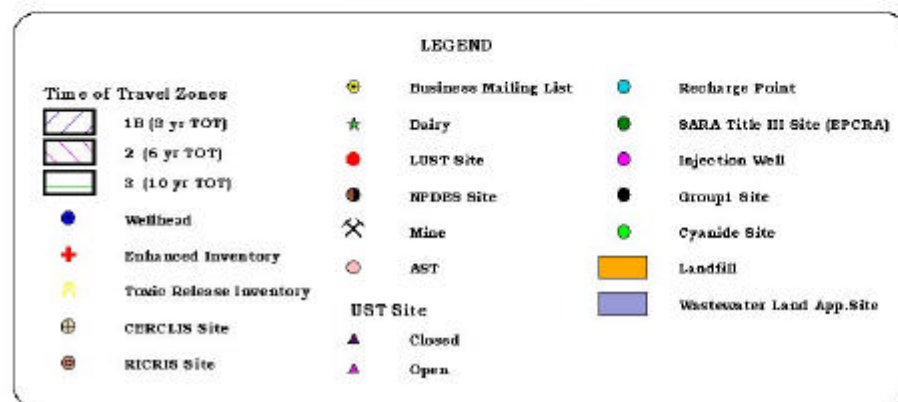 LEGEND
Time of Travel Zones
1B (3 yr TOT)
2 (6 yr TOT)
3 (10 yr TOT)
Wellhead
Enhanced Inventory
Toxic Release Inventory
CERCLIS Site
RICRIS Site
Business Mailing List
Dairy
LUST Site
NPDES Site
Mine
AST
UST Site
Closed
Open
Recharge Point
SARA Title III Site (EPCRA)
Injection Well
Group1 Site
Cyanide Site
Landfill
Wastewater Land App.Site